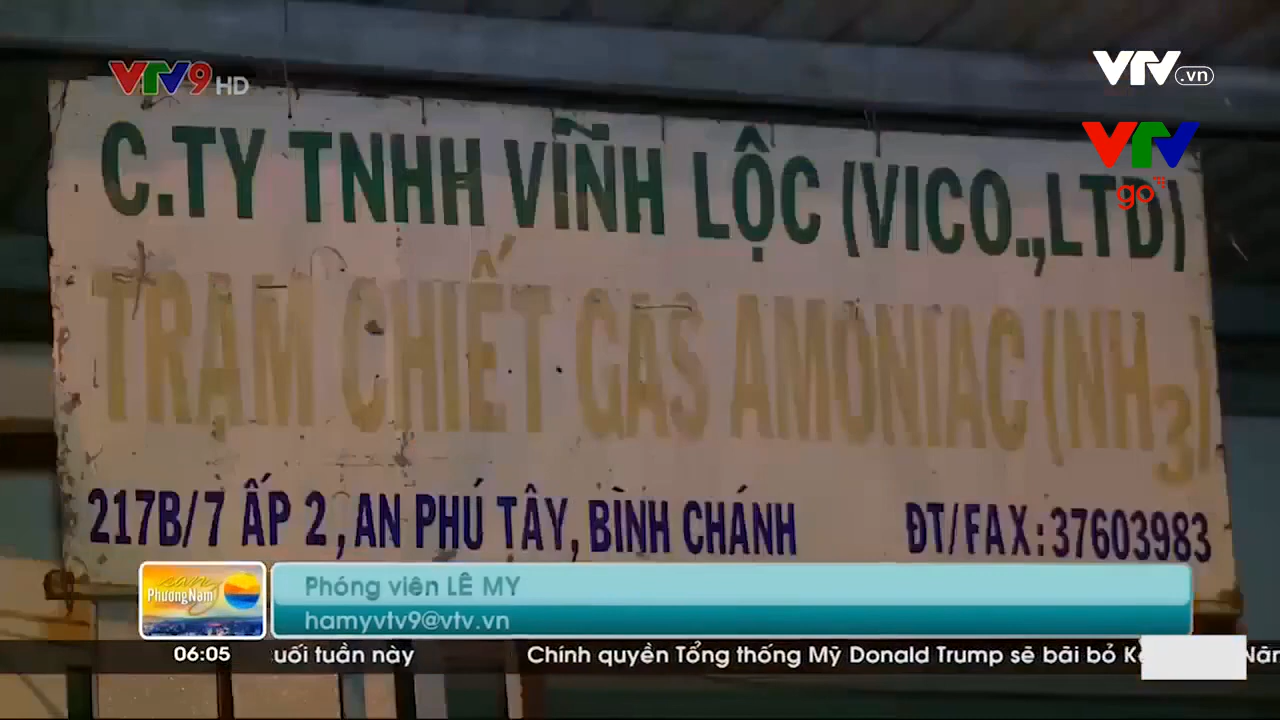 VTV9 HD
VTV.vn
VTV
go
C.TY TNHH VĨNH LỘC (VICO.,LTD)
TRẠM CHIẾT GAS AMONIAC (NH3)
217B/7 ẤP 2, AN PHÚ TÂY, BÌNH CHÁNH ĐT/FAX:37603983
sáng
Phương Nam
Phóng viên LÊ MY
hamyvtv9@vtv.vn
06:05 tuần này Chính quyền Tổng thống Mỹ Donald Trump sẽ bãi bỏ